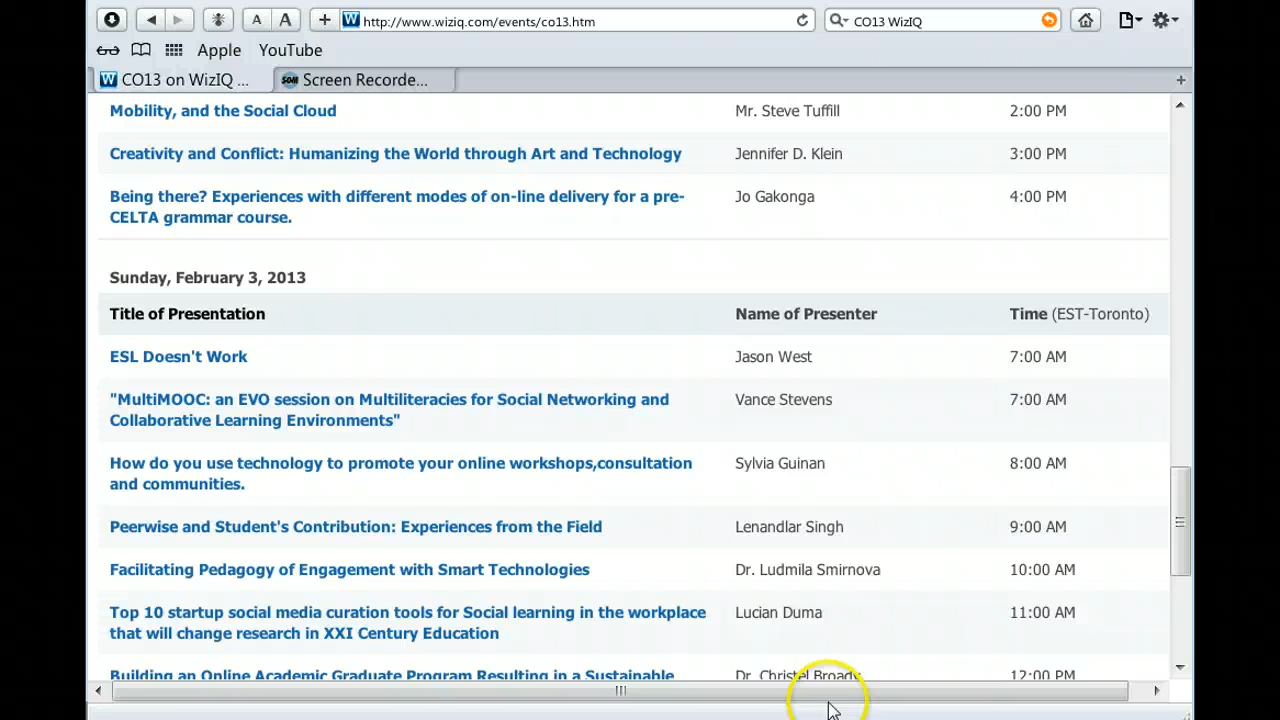 A A + http://www.wiziq.com/events/co13.htm CO13 WizIQ
Apple YouTube
CO13 on WizIQ ... Screen Recorde... +
Mobility, and the Social Cloud Mr. Steve Tuffill 2:00 PM
Creativity and Conflict: Humanizing the World through Art and Technology Jennifer D. Klein 3:00 PM
Being there? Experiences with different modes of on-line delivery for a pre- Jo Gakonga 4:00 PM
CELTA grammar course.
Sunday, February 3, 2013
Title of Presentation Name of Presenter Time (EST-Toronto)
ESL Doesn't Work Jason West 7:00 AM
"MultiMOOC: an EVO session on Multiliteracies for Social Networking and Vance Stevens 7:00 AM
Collaborative Learning Environments"
How do you use technology to promote your online workshops,consultation Sylvia Guinan 8:00 AM
and communities.
Peerwise and Student's Contribution: Experiences from the Field Lenandlar Singh 9:00 AM
Facilitating Pedagogy of Engagement with Smart Technologies Dr. Ludmila Smirnova 10:00 AM
Top 10 startup social media curation tools for Social learning in the workplace Lucian Duma 11:00 AM
that will change research in XXI Century Education
Building an Online Academic Graduate Program Resulting in a Sustainable Dr. Christel Broady 12:00 PM